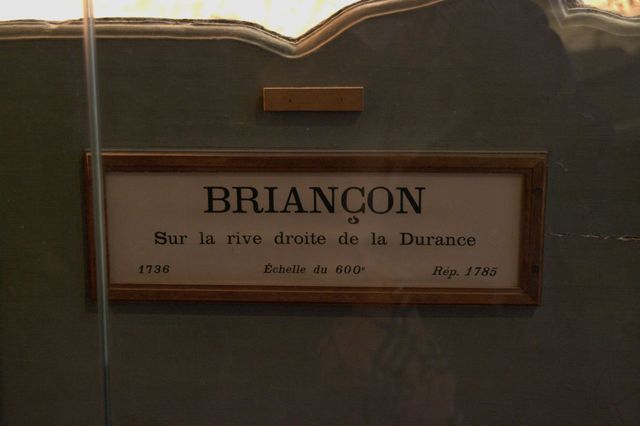 BRIANÇON
Sur la rive droite de la Durance
1736 Échelle du 600e Rép. 1785